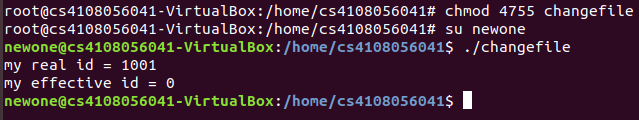 root@cs4108056041-VirtualBox:/home/cs4108056041# chmod 4755 changefile
root@cs4108056041-VirtualBox:/home/cs4108056041# su newone
newone@cs4108056041-VirtualBox:/home/cs4108056041$ ./changefile
my real id = 1001
my effective id = 0
newone@cs4108056041-VirtualBox:/home/cs4108056041$